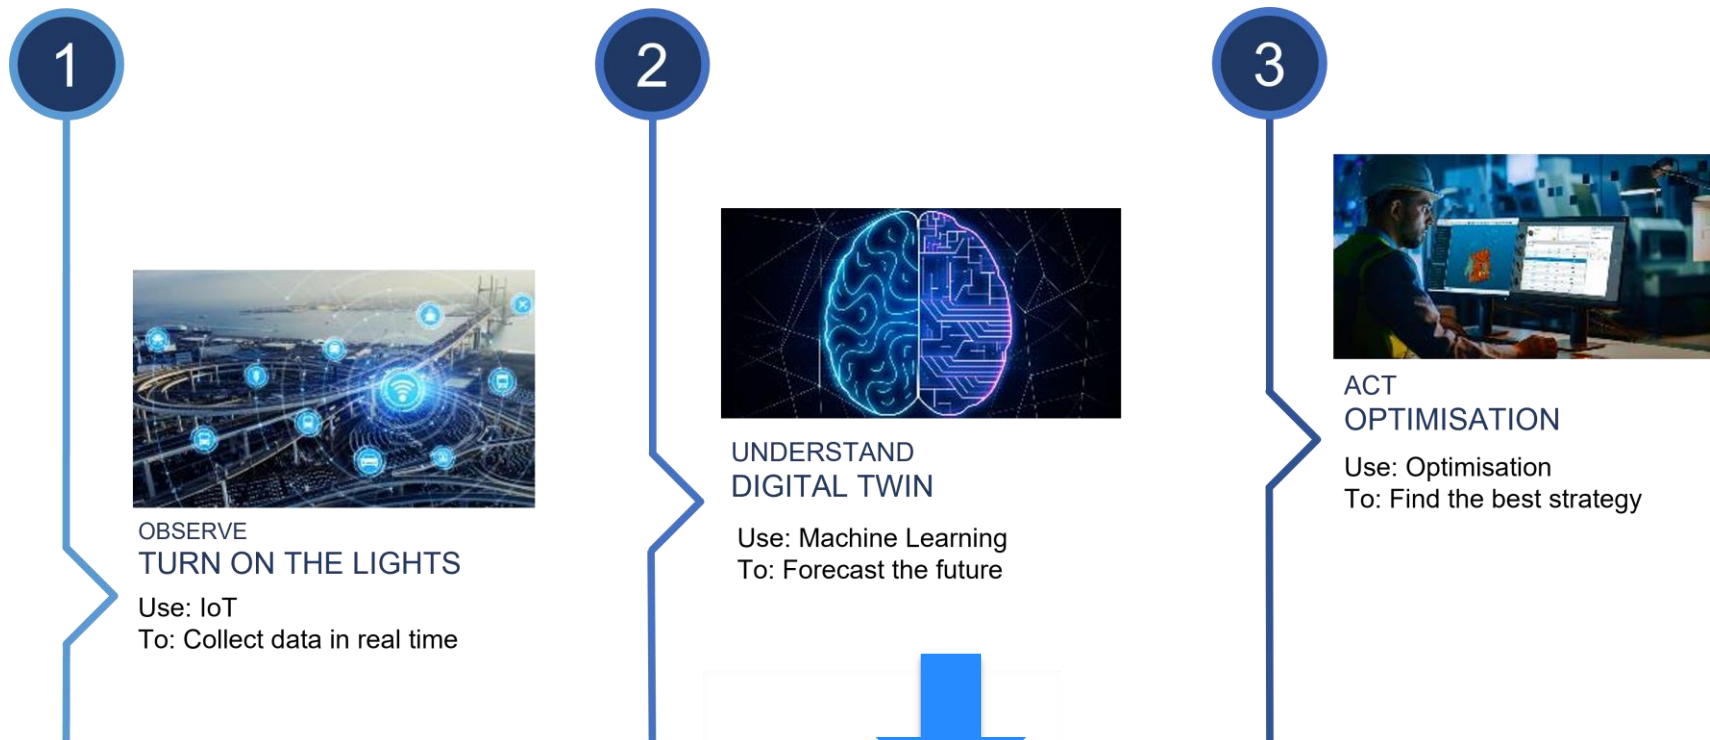 1
OBSERVE
TURN ON THE LIGHTS
Use: IoT
To: Collect data in real time
2
UNDERSTAND
DIGITAL TWIN
Use: Machine Learning
To: Forecast the future
3
ACT
OPTIMISATION
Use: Optimisation
To: Find the best strategy